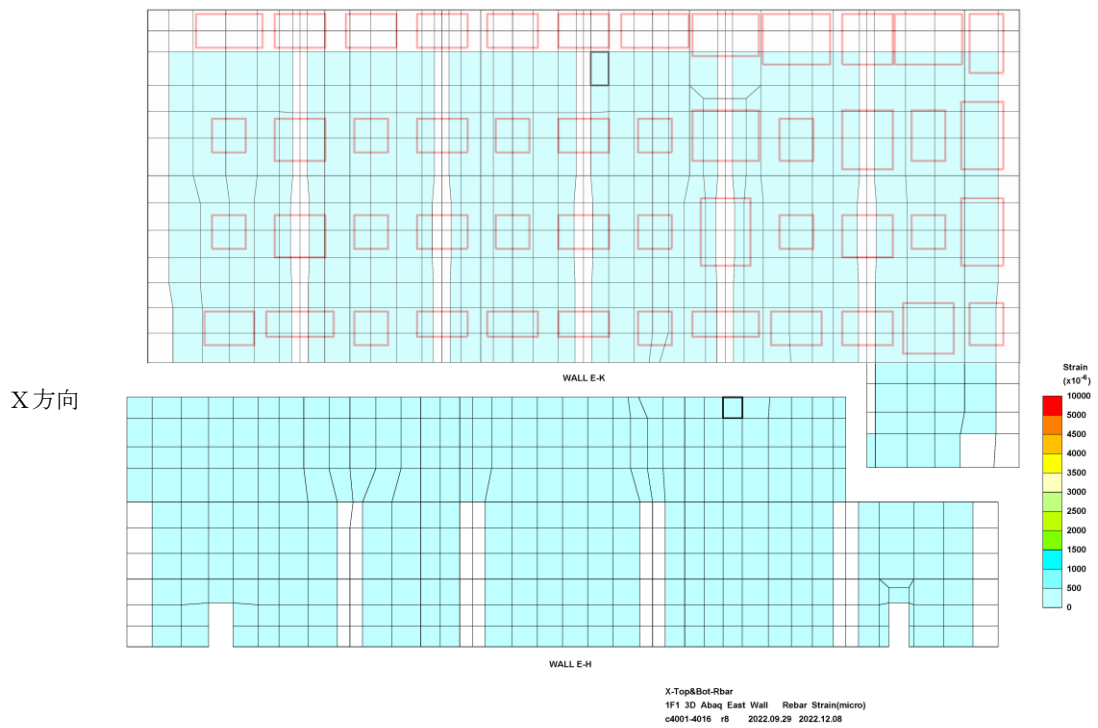 WALL E-K
X方向
Strain
(x10⁻⁶)
10000
5000
4500
4000
3500
3000
2500
2000
1500
1000
500
0
WALL E-H
X-Top&Bot-Rbar
1F1 3D Abaq East Wall Rebar Strain(micro)
c4001-4016 r8 2022.09.29 2022.12.08